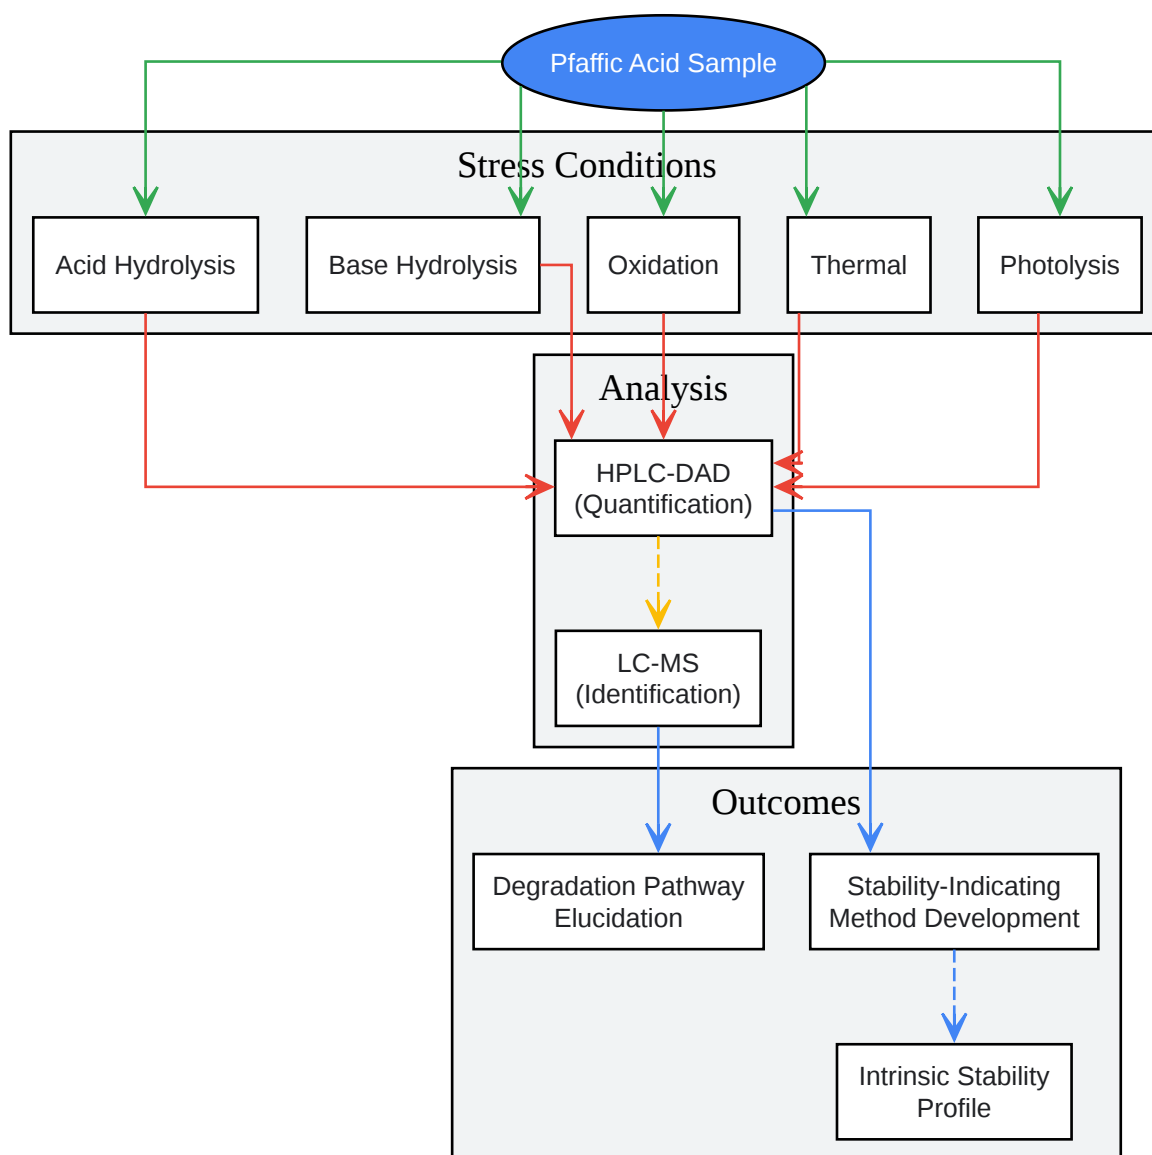 Pfaffic Acid Sample
Stress Conditions
Acid Hydrolysis
Base Hydrolysis
Oxidation
Thermal
Photolysis
Analysis
HPLC-DAD
(Quantification)
LC-MS
(Identification)
Outcomes
Degradation Pathway
Elucidation
Stability-Indicating
Method Development
Intrinsic Stability
Profile